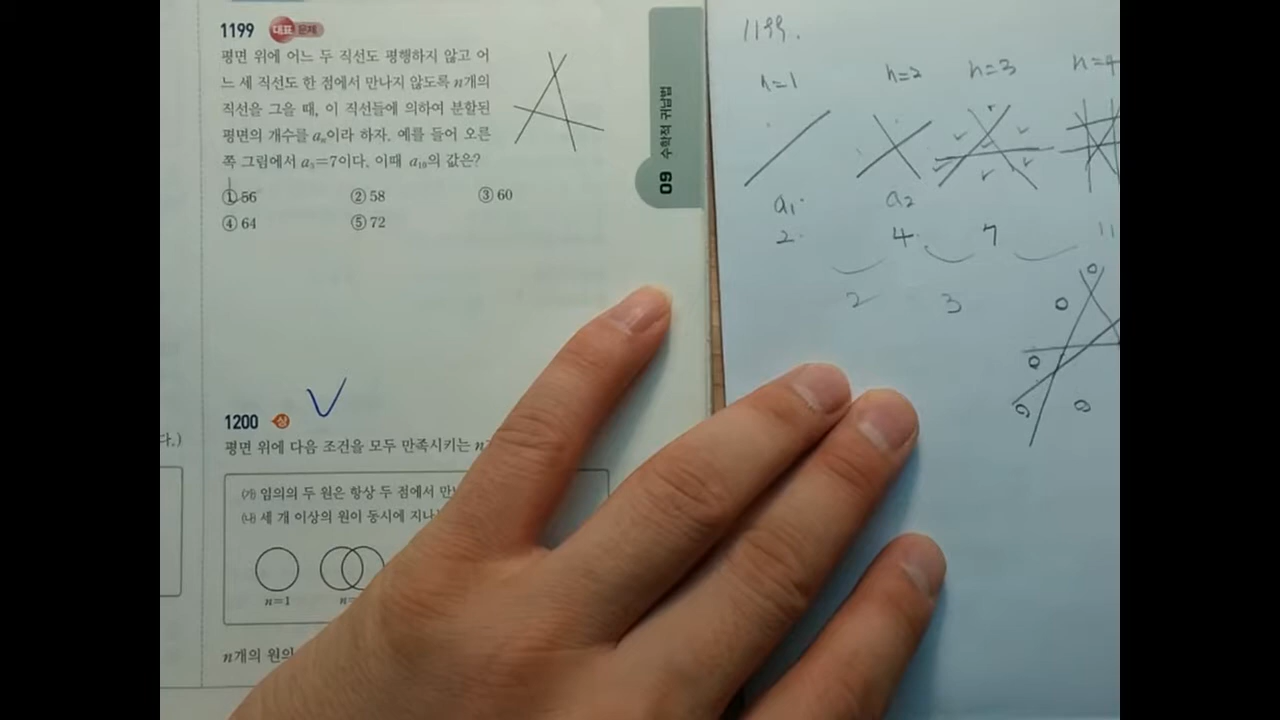 1199 대표 문제
평면 위에 어느 두 직선도 평행하지 않고 어
느 세 직선도 한 점에서 만나지 않도록 n개의
직선을 그을 때, 이 직선들에 의하여 분할된
평면의 개수를 aₙ이라 하자. 예를 들어 오른
쪽 그림에서 a₃=7이다. 이때 a₁₀의 값은?
① 56 ② 58 ③ 60
④ 64 ⑤ 72
09 수학적 귀납법
1200 상
평면 위에 다음 조건을 모두 만족시키는
㈎ 임의의 두 원은 항상 두 점에서
㈏ 세 개 이상의 원이 동시에
n=1
n개의 원의
다.)
1199.
n=1 n=2 n=3 n=4
a₁ a₂
2 4 7 11
2 3